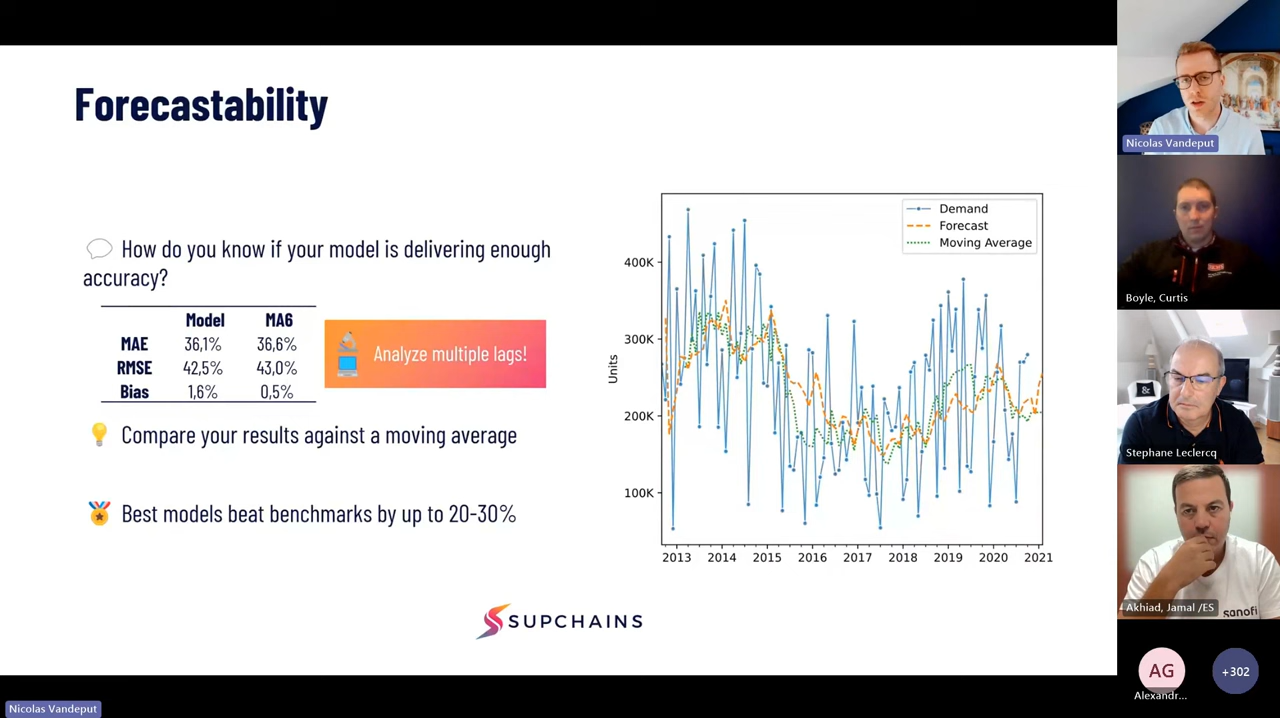 Forecastability
How do you know if your model is delivering enough
accuracy?
Model MA6
MAE 36,1% 36,6%
RMSE 42,5% 43,0%
Bias 1,6% 0,5%
Analyze multiple lags!
Compare your results against a moving average
Best models beat benchmarks by up to 20-30%
SUPCHAINS
Demand
Forecast
Moving Average
Units
400K
300K
200K
100K
2013 2014 2015 2016 2017 2018 2019 2020 2021
Nicolas Vandeput
Boyle, Curtis
Stephane Leclercq
&
Akhiad, Jamal /ES
sanofi
AG
Alexandr...
+302
Nicolas Vandeput